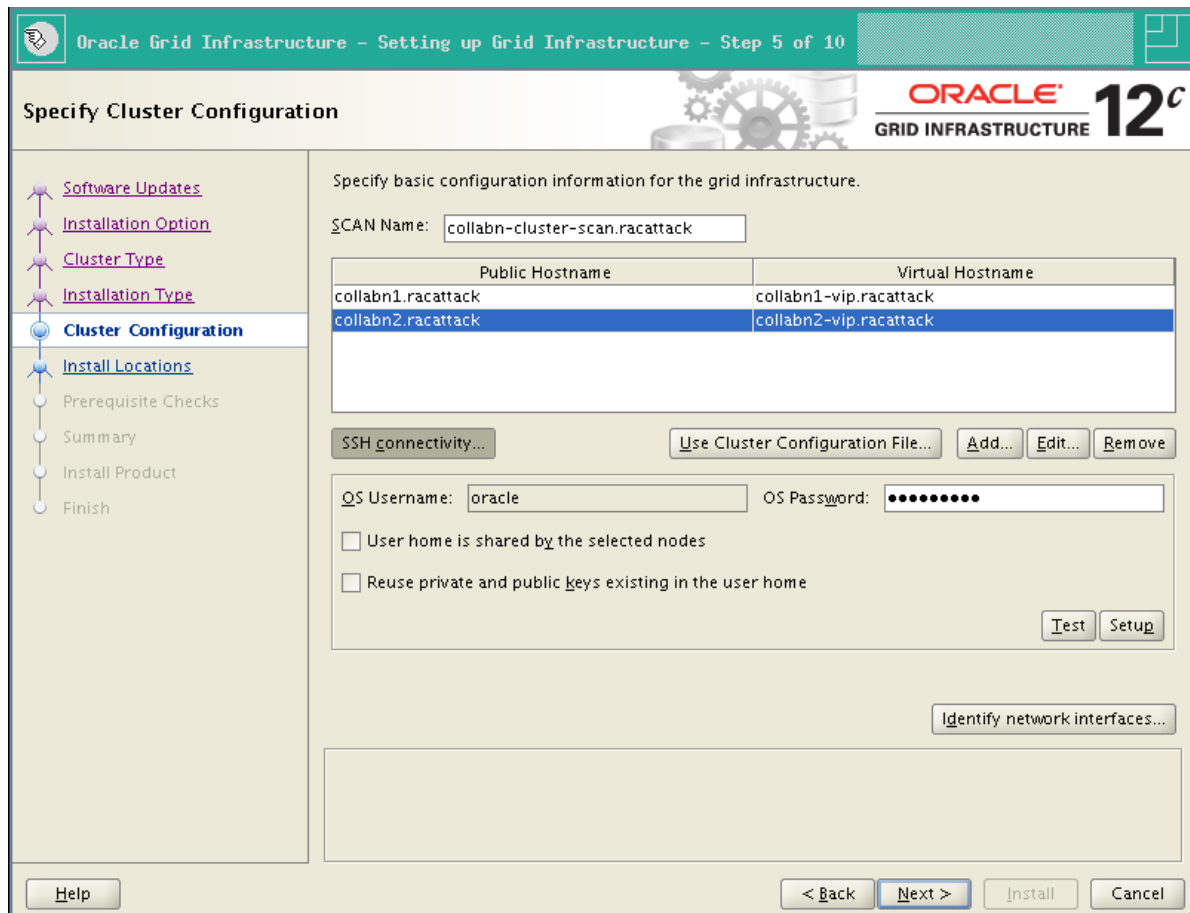 Oracle Grid Infrastructure - Setting up Grid Infrastructure - Step 5 of 10
Specify Cluster Configuration
ORACLE
GRID INFRASTRUCTURE 12c
Software Updates
Installation Option
Cluster Type
Installation Type
Cluster Configuration
Install Locations
Prerequisite Checks
Summary
Install Product
Finish
Specify basic configuration information for the grid infrastructure.
SCAN Name: collabn-cluster-scan.racattack
Public Hostname Virtual Hostname
collabn1.racattack collabn1-vip.racattack
collabn2.racattack collabn2-vip.racattack
SSH connectivity... Use Cluster Configuration File... Add... Edit... Remove
OS Username: oracle OS Password: •••••••••
User home is shared by the selected nodes
Reuse private and public keys existing in the user home
Test Setup
Identify network interfaces...
Help < Back Next > Install Cancel